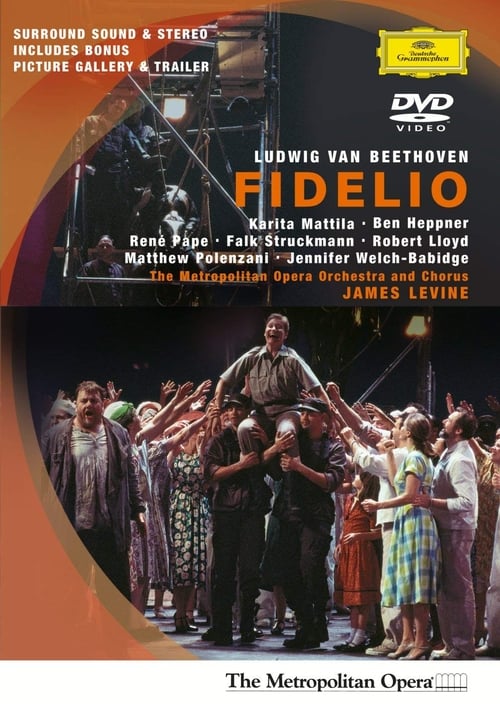 SURROUND SOUND & STEREO
INCLUDES BONUS
PICTURE GALLERY & TRAILER
Deutsche
Grammophon
DVD
VIDEO
LUDWIG VAN BEETHOVEN
FIDELIO
Karita Mattila · Ben Heppner
René Pape · Falk Struckmann · Robert Lloyd
Matthew Polenzani · Jennifer Welch-Babidge
The Metropolitan Opera Orchestra and Chorus
JAMES LEVINE
The Metropolitan Opera